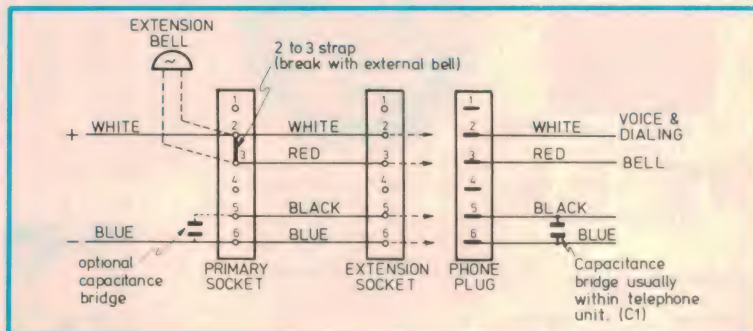 EXTENSION
BELL
2 to 3 strap
(break with external bell)
~
1
2
3
4
5
6
1
2
3
4
5
6
1
2
3
4
5
6
+
WHITE
WHITE
WHITE
VOICE &
DIALING
RED
RED
BELL
BLACK
BLACK
-
BLUE
BLUE
BLUE
optional
capacitance
bridge
PRIMARY
SOCKET
EXTENSION
SOCKET
PHONE
PLUG
Capacitance
bridge usually
within telephone
unit. (C1)